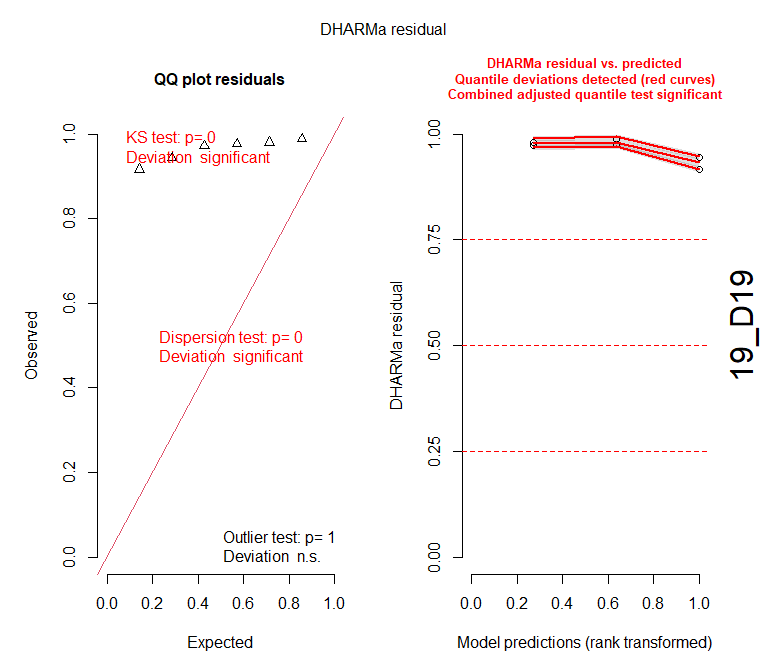 DHARMa residual
QQ plot residuals
KS test: p= 0
Deviation significant
Dispersion test: p= 0
Deviation significant
Outlier test: p= 1
Deviation n.s.
Observed
0.0
0.2
0.4
0.6
0.8
1.0
0.0 0.2 0.4 0.6 0.8 1.0
Expected
DHARMa residual vs. predicted
Quantile deviations detected (red curves)
Combined adjusted quantile test significant
DHARMa residual
0.00
0.25
0.50
0.75
1.00
0.0 0.2 0.4 0.6 0.8 1.0
Model predictions (rank transformed)
19_D19